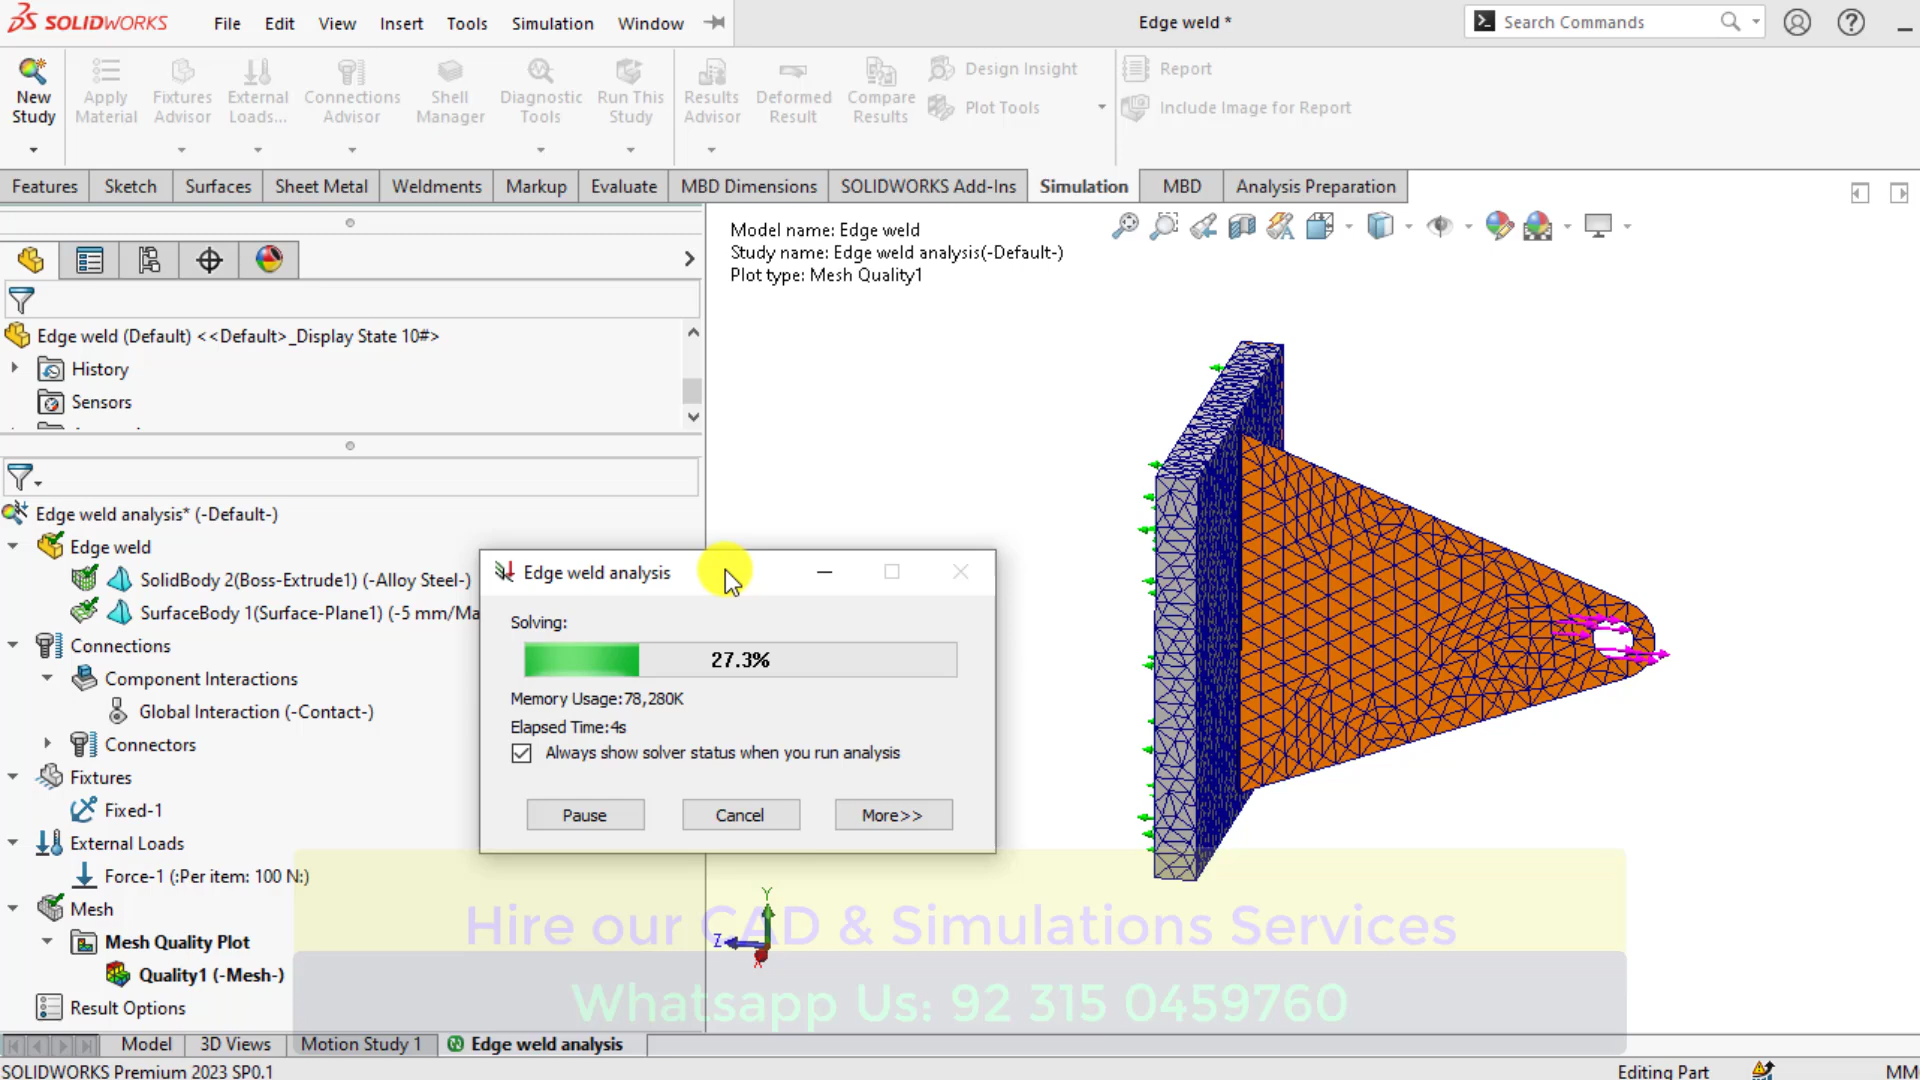 SOLIDWORKS File Edit View Insert Tools Simulation Window Edge weld * Search Commands
New Study Apply Material Fixtures Advisor External Loads... Connections Advisor Shell Manager Diagnostic Tools Run This Study Results Advisor Deformed Result Compare Results Design Insight Plot Tools Report Include Image for Report
Features Sketch Surfaces Sheet Metal Weldments Markup Evaluate MBD Dimensions SOLIDWORKS Add-Ins Simulation MBD Analysis Preparation
Model name: Edge weld
Study name: Edge weld analysis(-Default-)
Plot type: Mesh Quality1
Edge weld (Default) <<Default>_Display State 10#>
History
Sensors
Edge weld analysis* (-Default-)
Edge weld
SolidBody 2(Boss-Extrude1) (-Alloy Steel-)
SurfaceBody 1(Surface-Plane1) (-5 mm/Ma
Connections
Component Interactions
Global Interaction (-Contact-)
Connectors
Fixtures
Fixed-1
External Loads
Force-1 (:Per item: 100 N:)
Mesh
Mesh Quality Plot
Quality1 (-Mesh-)
Result Options
Edge weld analysis
Solving:
27.3%
Memory Usage:78,280K
Elapsed Time:4s
Always show solver status when you run analysis
Pause Cancel More>>
Y
Z
X
Hire our CAD & Simulations Services
Whatsapp Us: 92 315 0459760
Model 3D Views Motion Study 1 Edge weld analysis
SOLIDWORKS Premium 2023 SP0.1 Editing Part MM